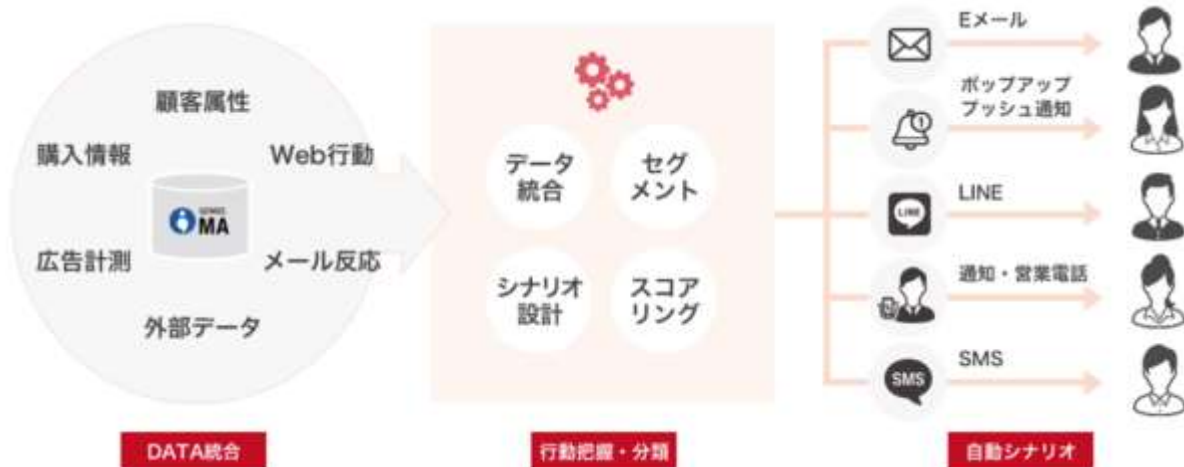 顧客属性
購入情報
Web行動
MA
広告計測
メール反応
外部データ
DATA統合
データ
統合
セグ
メント
シナリオ
設計
スコア
リング
行動把握・分類
Eメール
ポップアップ
プッシュ通知
1
LINE
LINE
通知・営業電話
SMS
SMS
自動シナリオ